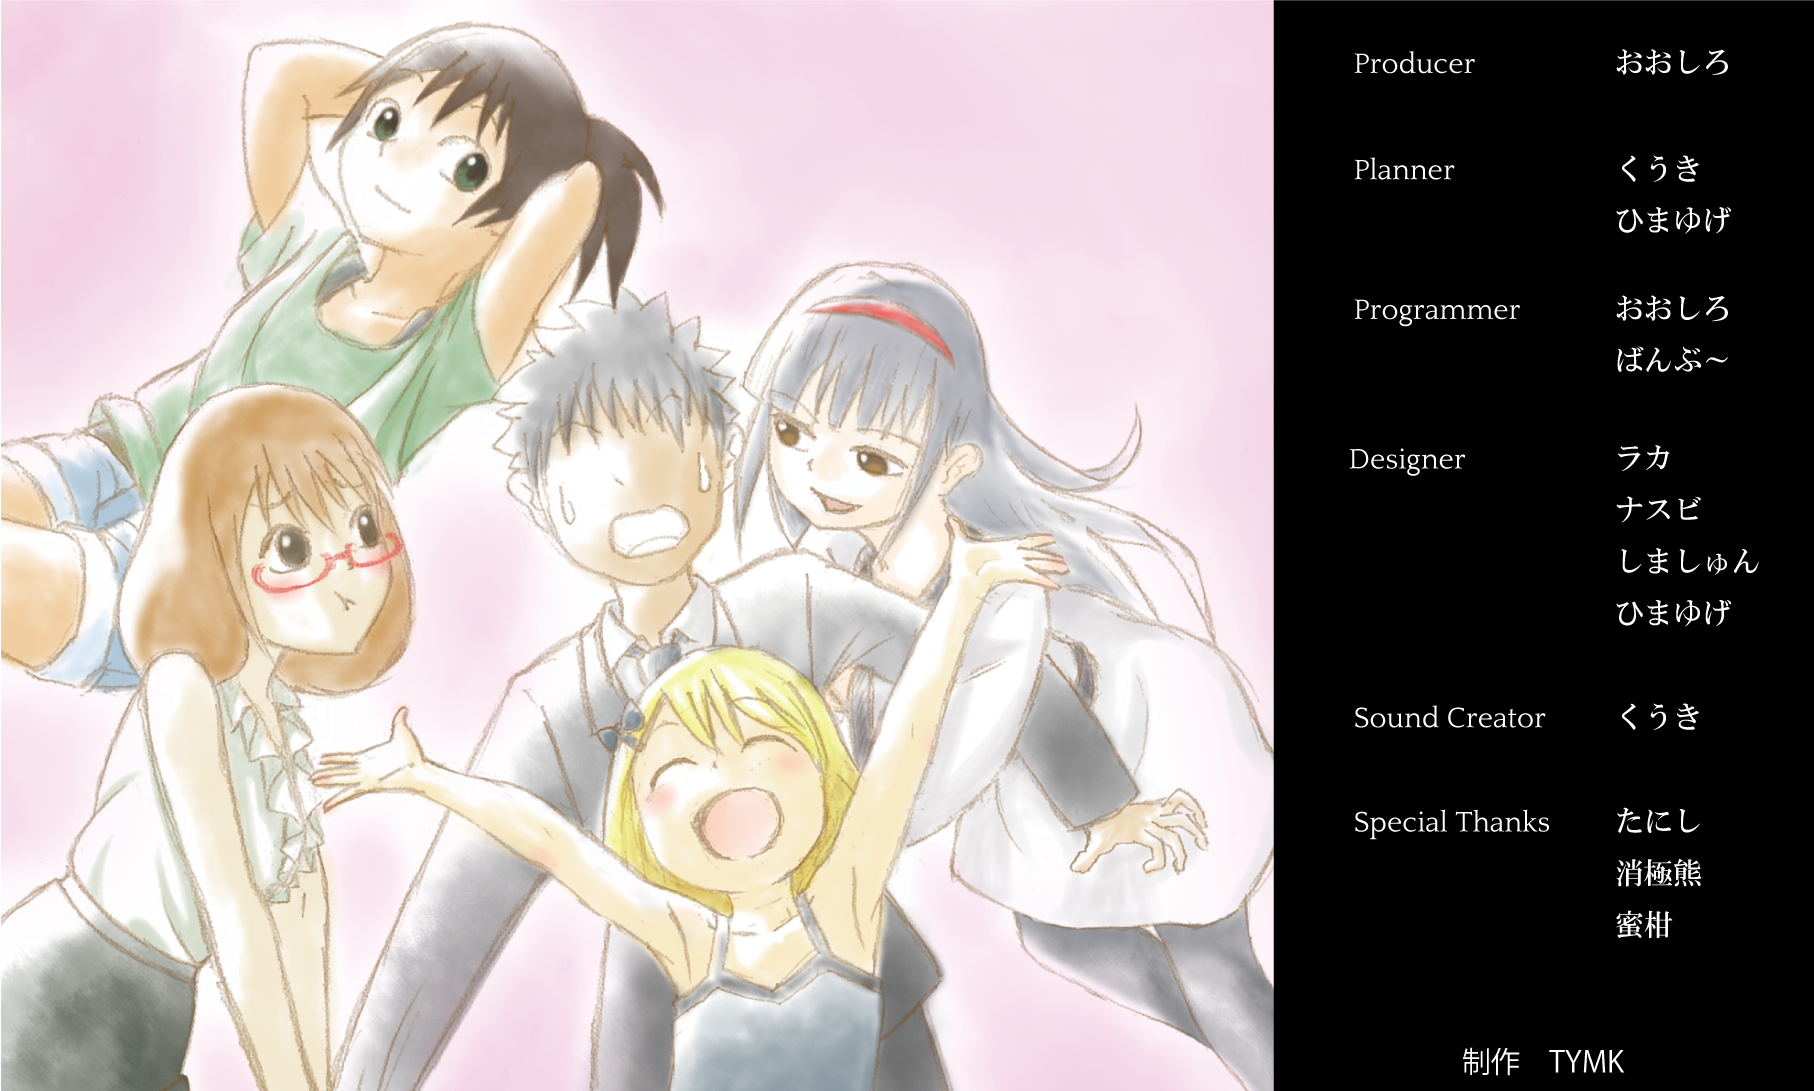 Producer おおしろ
Planner くうき
ひまゆげ
Programmer おおしろ
ばんぶ～
Designer ラカ
ナスビ
しましゅん
ひまゆげ
Sound Creator くうき
Special Thanks たにし
消極熊
蜜柑
制作 TYMK